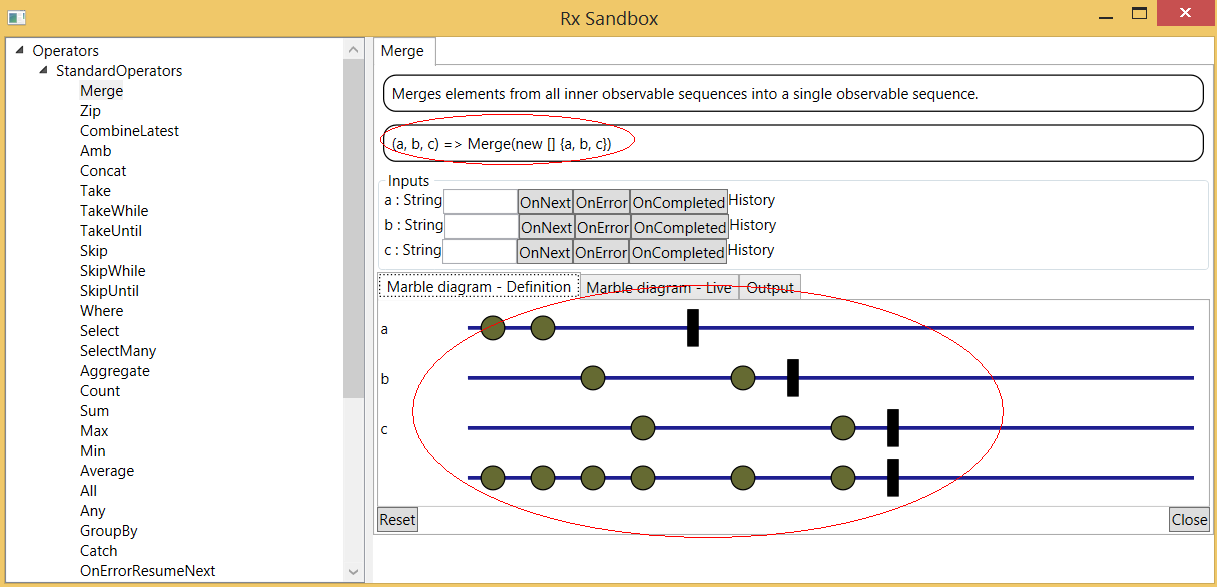 Rx Sandbox
Operators
StandardOperators
Merge
Zip
CombineLatest
Amb
Concat
Take
TakeWhile
TakeUntil
Skip
SkipWhile
SkipUntil
Where
Select
SelectMany
Aggregate
Count
Sum
Max
Min
Average
All
Any
GroupBy
Catch
OnErrorResumeNext
Merge
Merges elements from all inner observable sequences into a single observable sequence.
(a, b, c) => Merge(new [] {a, b, c})
Inputs
a : String OnNext OnError OnCompleted History
b : String OnNext OnError OnCompleted History
c : String OnNext OnError OnCompleted History
Marble diagram - Definition Marble diagram - Live Output
a
b
c
Reset Close